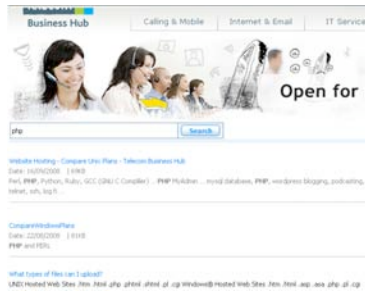 Business Hub
Calling & Mobile
Internet & Email
IT Service
Open for
php
Search
Website Hosting - Compare Unix Plans - Telecom Business Hub
Date: 16/09/2008 | 69KB
Perl, PHP, Python, Ruby, GCC (GNU C Compiler) ... PHP MyAdmin ... mysql database, PHP, wordpress blogging, podcasting,
telnet, ssh, log fi...
CompareWindowsPlans
Date: 22/08/2008 | 81KB
PHP and PERL
What types of files can I upload?
UNIX Hosted Web Sites .htm .html .php .phtml .shtml .pl .cgi Windows® Hosted Web Sites .htm .html .asp .asa .php .pl .cgi